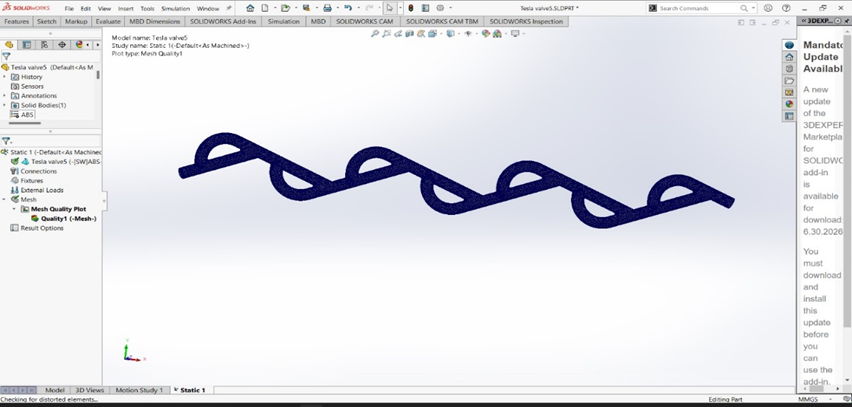 SOLIDWORKS File Edit View Insert Tools Simulation Window Tesla valve5.SLDPRT * Search Commands
Features Sketch Markup Evaluate MBD Dimensions SOLIDWORKS Add-Ins Simulation MBD SOLIDWORKS CAM SOLIDWORKS CAM TBM SOLIDWORKS Inspection
« 3DEXP...
Tesla valve5 (Default<As M
History
Sensors
Annotations
Solid Bodies(1)
ABS
Static 1 (-Default<As Machined
Tesla valve5 (-[SW]ABS-
Connections
Fixtures
External Loads
Mesh
Mesh Quality Plot
Quality1 (-Mesh-)
Result Options
Model name: Tesla valve5
Study name: Static 1(-Default<As Machined>-)
Plot type: Mesh Quality1
Mandato
Update
Availabl
A new
update
of the
3DEXPER
Marketpla
for
SOLIDWO
add-in
is
available
for
download:
6.30.2026
You
must
download
and
install
this
update
before
you
can
use the
add-in.
Model 3D Views Motion Study 1 Static 1
Checking for distorted elements... Editing Part MMGS